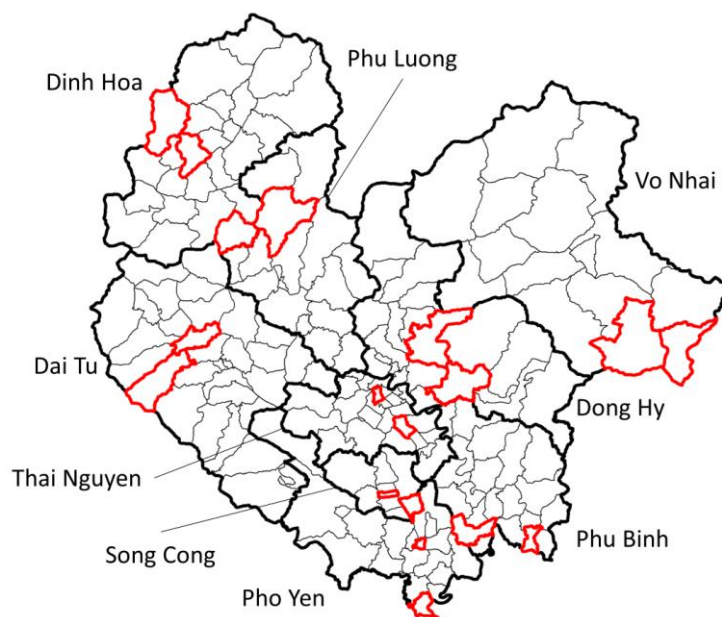 Phu Luong
Dinh Hoa
Vo Nhai
Dai Tu
Dong Hy
Thai Nguyen
Phu Binh
Song Cong
Pho Yen